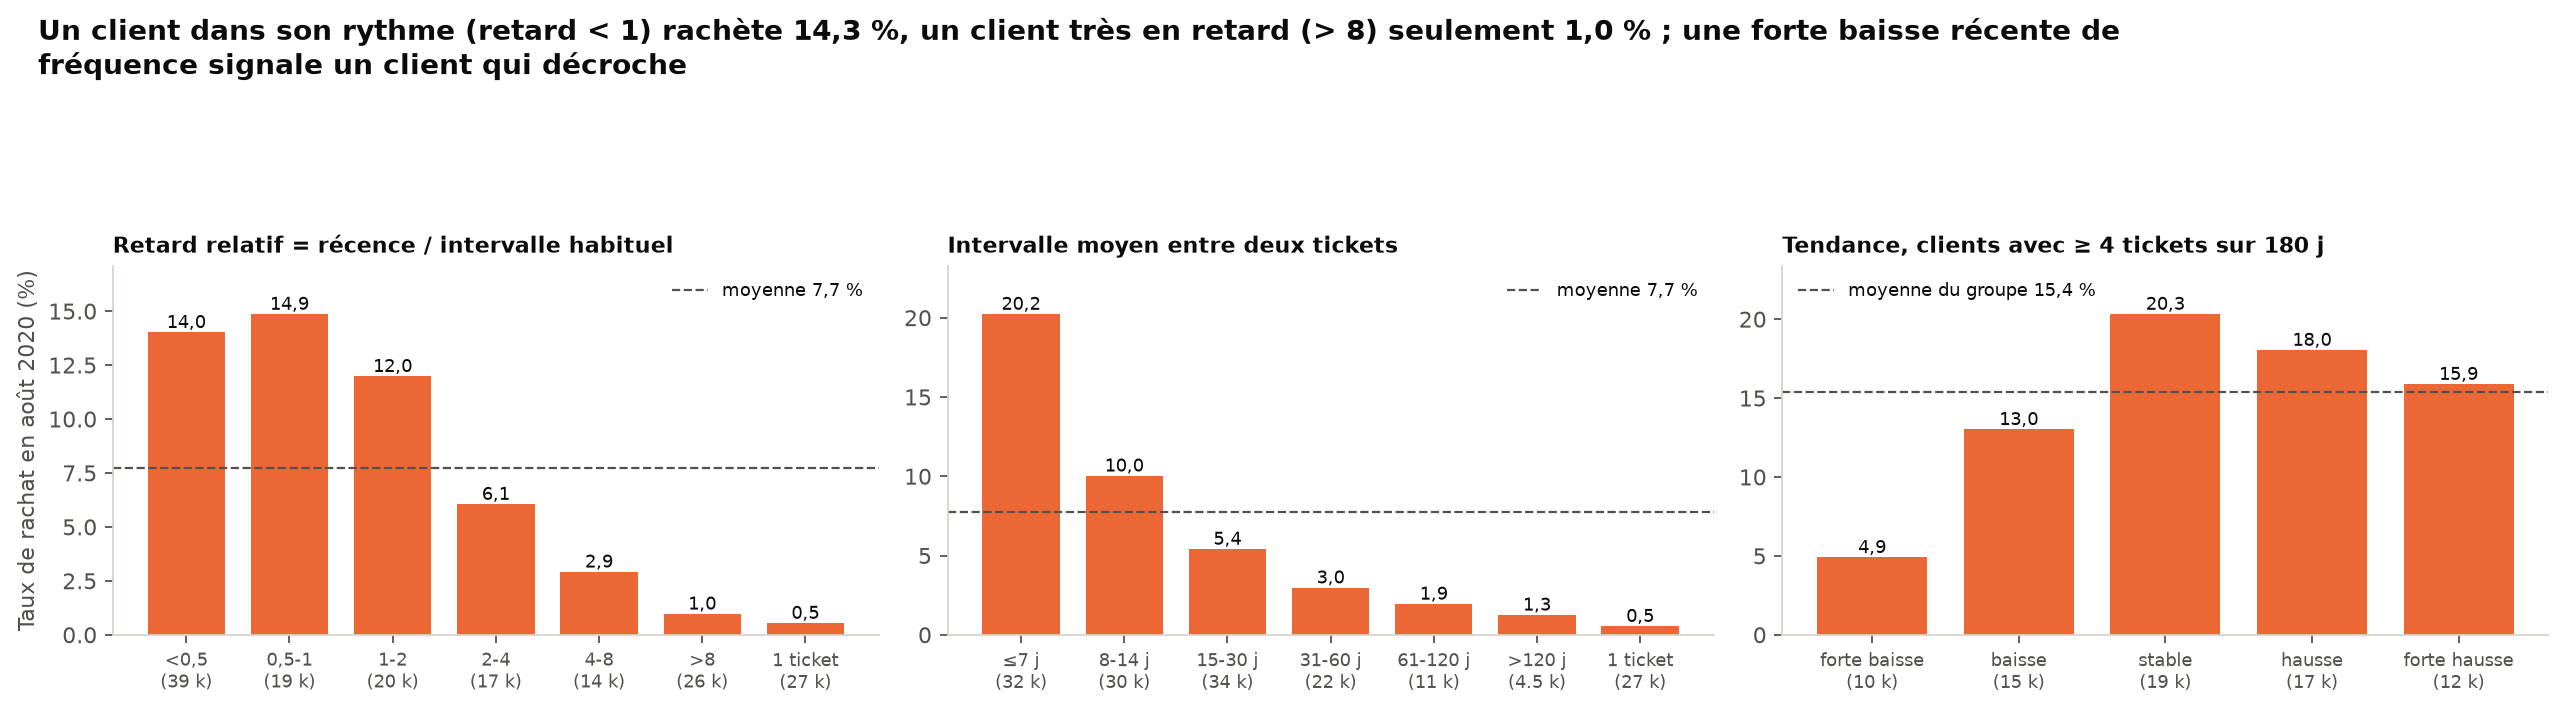 Un client dans son rythme (retard < 1) rachète 14,3 %, un client très en retard (> 8) seulement 1,0 % ; une forte baisse récente de
fréquence signale un client qui décroche
Retard relatif = récence / intervalle habituel
Taux de rachat en août 2020 (%)
moyenne 7,7 %
15.0
12.5
10.0
7.5
5.0
2.5
0.0
14,0
14,9
12,0
6,1
2,9
1,0
0,5
<0,5
(39 k)
0,5-1
(19 k)
1-2
(20 k)
2-4
(17 k)
4-8
(14 k)
>8
(26 k)
1 ticket
(27 k)
Intervalle moyen entre deux tickets
moyenne 7,7 %
20
15
10
5
0
20,2
10,0
5,4
3,0
1,9
1,3
0,5
≤7 j
(32 k)
8-14 j
(30 k)
15-30 j
(34 k)
31-60 j
(22 k)
61-120 j
(11 k)
>120 j
(4.5 k)
1 ticket
(27 k)
Tendance, clients avec ≥ 4 tickets sur 180 j
moyenne du groupe 15,4 %
20
15
10
5
0
4,9
13,0
20,3
18,0
15,9
forte baisse
(10 k)
baisse
(15 k)
stable
(19 k)
hausse
(17 k)
forte hausse
(12 k)